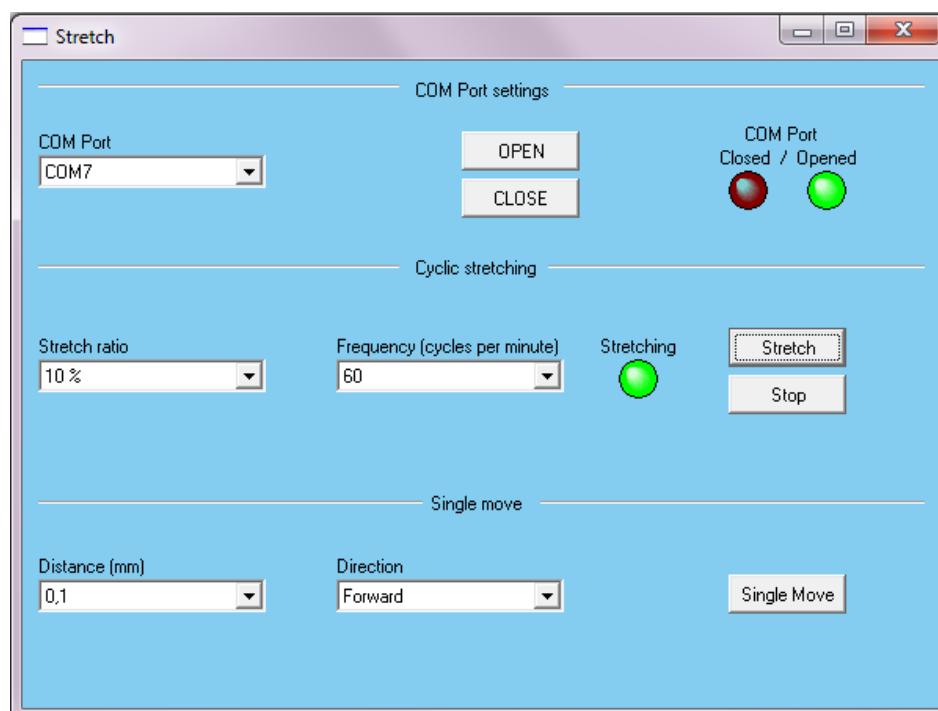 Stretch
COM Port settings
COM Port
COM7
OPEN
CLOSE
COM Port
Closed / Opened
Cyclic stretching
Stretch ratio
10 %
Frequency (cycles per minute)
60
Stretching
Stretch
Stop
Single move
Distance (mm)
0,1
Direction
Forward
Single Move